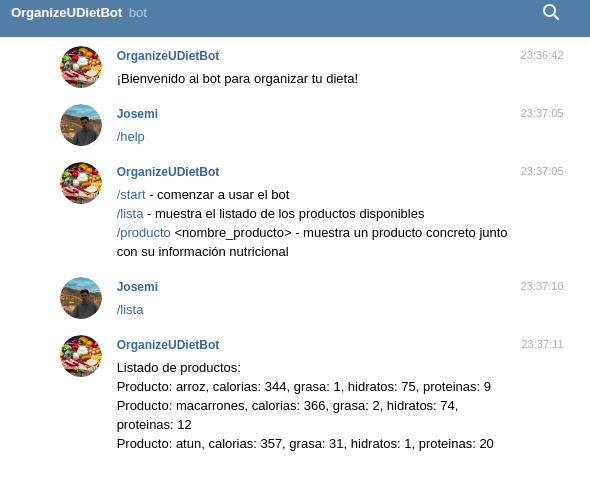 OrganizeUDietBot bot
OrganizeUDietBot 23:36:42
¡Bienvenido al bot para organizar tu dieta!
Josemi 23:37:05
/help
OrganizeUDietBot 23:37:05
/start - comenzar a usar el bot
/lista - muestra el listado de los productos disponibles
/producto <nombre_producto> - muestra un producto concreto junto
con su información nutricional
Josemi 23:37:10
/lista
OrganizeUDietBot 23:37:11
Listado de productos:
Producto: arroz, calorias: 344, grasa: 1, hidratos: 75, proteinas: 9
Producto: macarrones, calorias: 366, grasa: 2, hidratos: 74,
proteinas: 12
Producto: atun, calorias: 357, grasa: 31, hidratos: 1, proteinas: 20